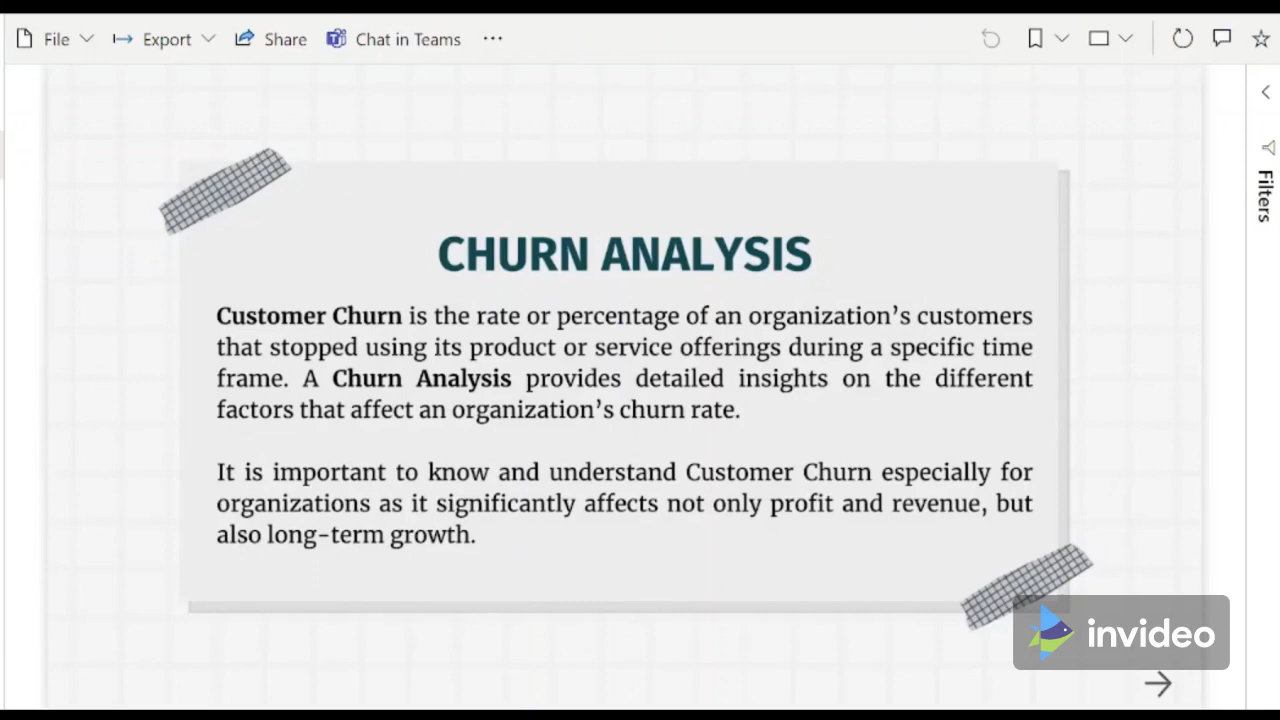 File
Export
Share
Chat in Teams
Filters
CHURN ANALYSIS
Customer Churn is the rate or percentage of an organization’s customers
that stopped using its product or service offerings during a specific time
frame. A Churn Analysis provides detailed insights on the different
factors that affect an organization’s churn rate.
It is important to know and understand Customer Churn especially for
organizations as it significantly affects not only profit and revenue, but
also long-term growth.
invideo